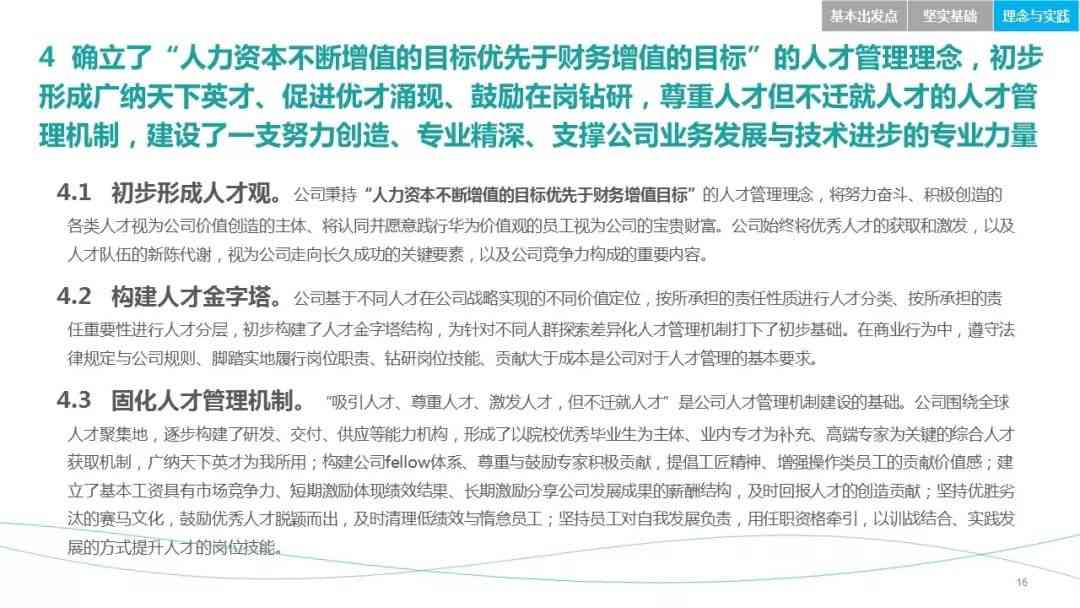 基本出发点 坚实基础 理念与实践
4 确立了“人力资本不断增值的目标优先于财务增值的目标”的人才管理理念，初步
形成广纳天下英才、促进优才涌现、鼓励在岗钻研，尊重人才但不迁就人才的人才管
理机制，建设了一支努力创造、专业精深、支撑公司业务发展与技术进步的专业力量
4.1 初步形成人才观。公司秉持“人力资本不断增值的目标优先于财务增值目标”的人才管理理念，将努力奋斗、积极创造的
各类人才视为公司价值创造的主体、将认同并愿意践行华为价值观的员工视为公司的宝贵财富。公司始终将优秀人才的获取和激发，以及
人才队伍的新陈代谢，视为公司走向长久成功的关键要素，以及公司竞争力构成的重要内容。
4.2 构建人才金字塔。公司基于不同人才在公司战略实现的不同价值定位，按所承担的责任性质进行人才分类、按所承担的责
任重要性进行人才分层，初步构建了人才金字塔结构，为针对不同人群探索差异化人才管理机制打下了初步基础。在商业行为中，遵守法
律规定与公司规则、脚踏实地履行岗位职责、钻研岗位技能、贡献大于成本是公司对于人才管理的基本要求。
4.3 固化人才管理机制。“吸引人才、尊重人才、激发人才，但不迁就人才”是公司人才管理机制建设的基础。公司围绕全球
人才聚集地，逐步构建了研发、交付、供应等能力机构，形成了以院校优秀毕业生为主体、业内专才为补充、高端专家为关键的综合人才
获取机制，广纳天下英才为我所用；构建公司fellow体系、尊重与鼓励专家积极贡献，提倡工匠精神、增强操作类员工的贡献价值感；建
立了基本工资具有市场竞争力、短期激励体现绩效结果、长期激励分享公司发展成果的薪酬结构，及时回报人才的创造贡献；坚持优胜劣
汰的赛马文化，鼓励优秀人才脱颖而出，及时清理低绩效与惰怠员工；坚持员工对自我发展负责，用任职资格牵引，以训战结合、实践发
展的方式提升人才的岗位技能。
16